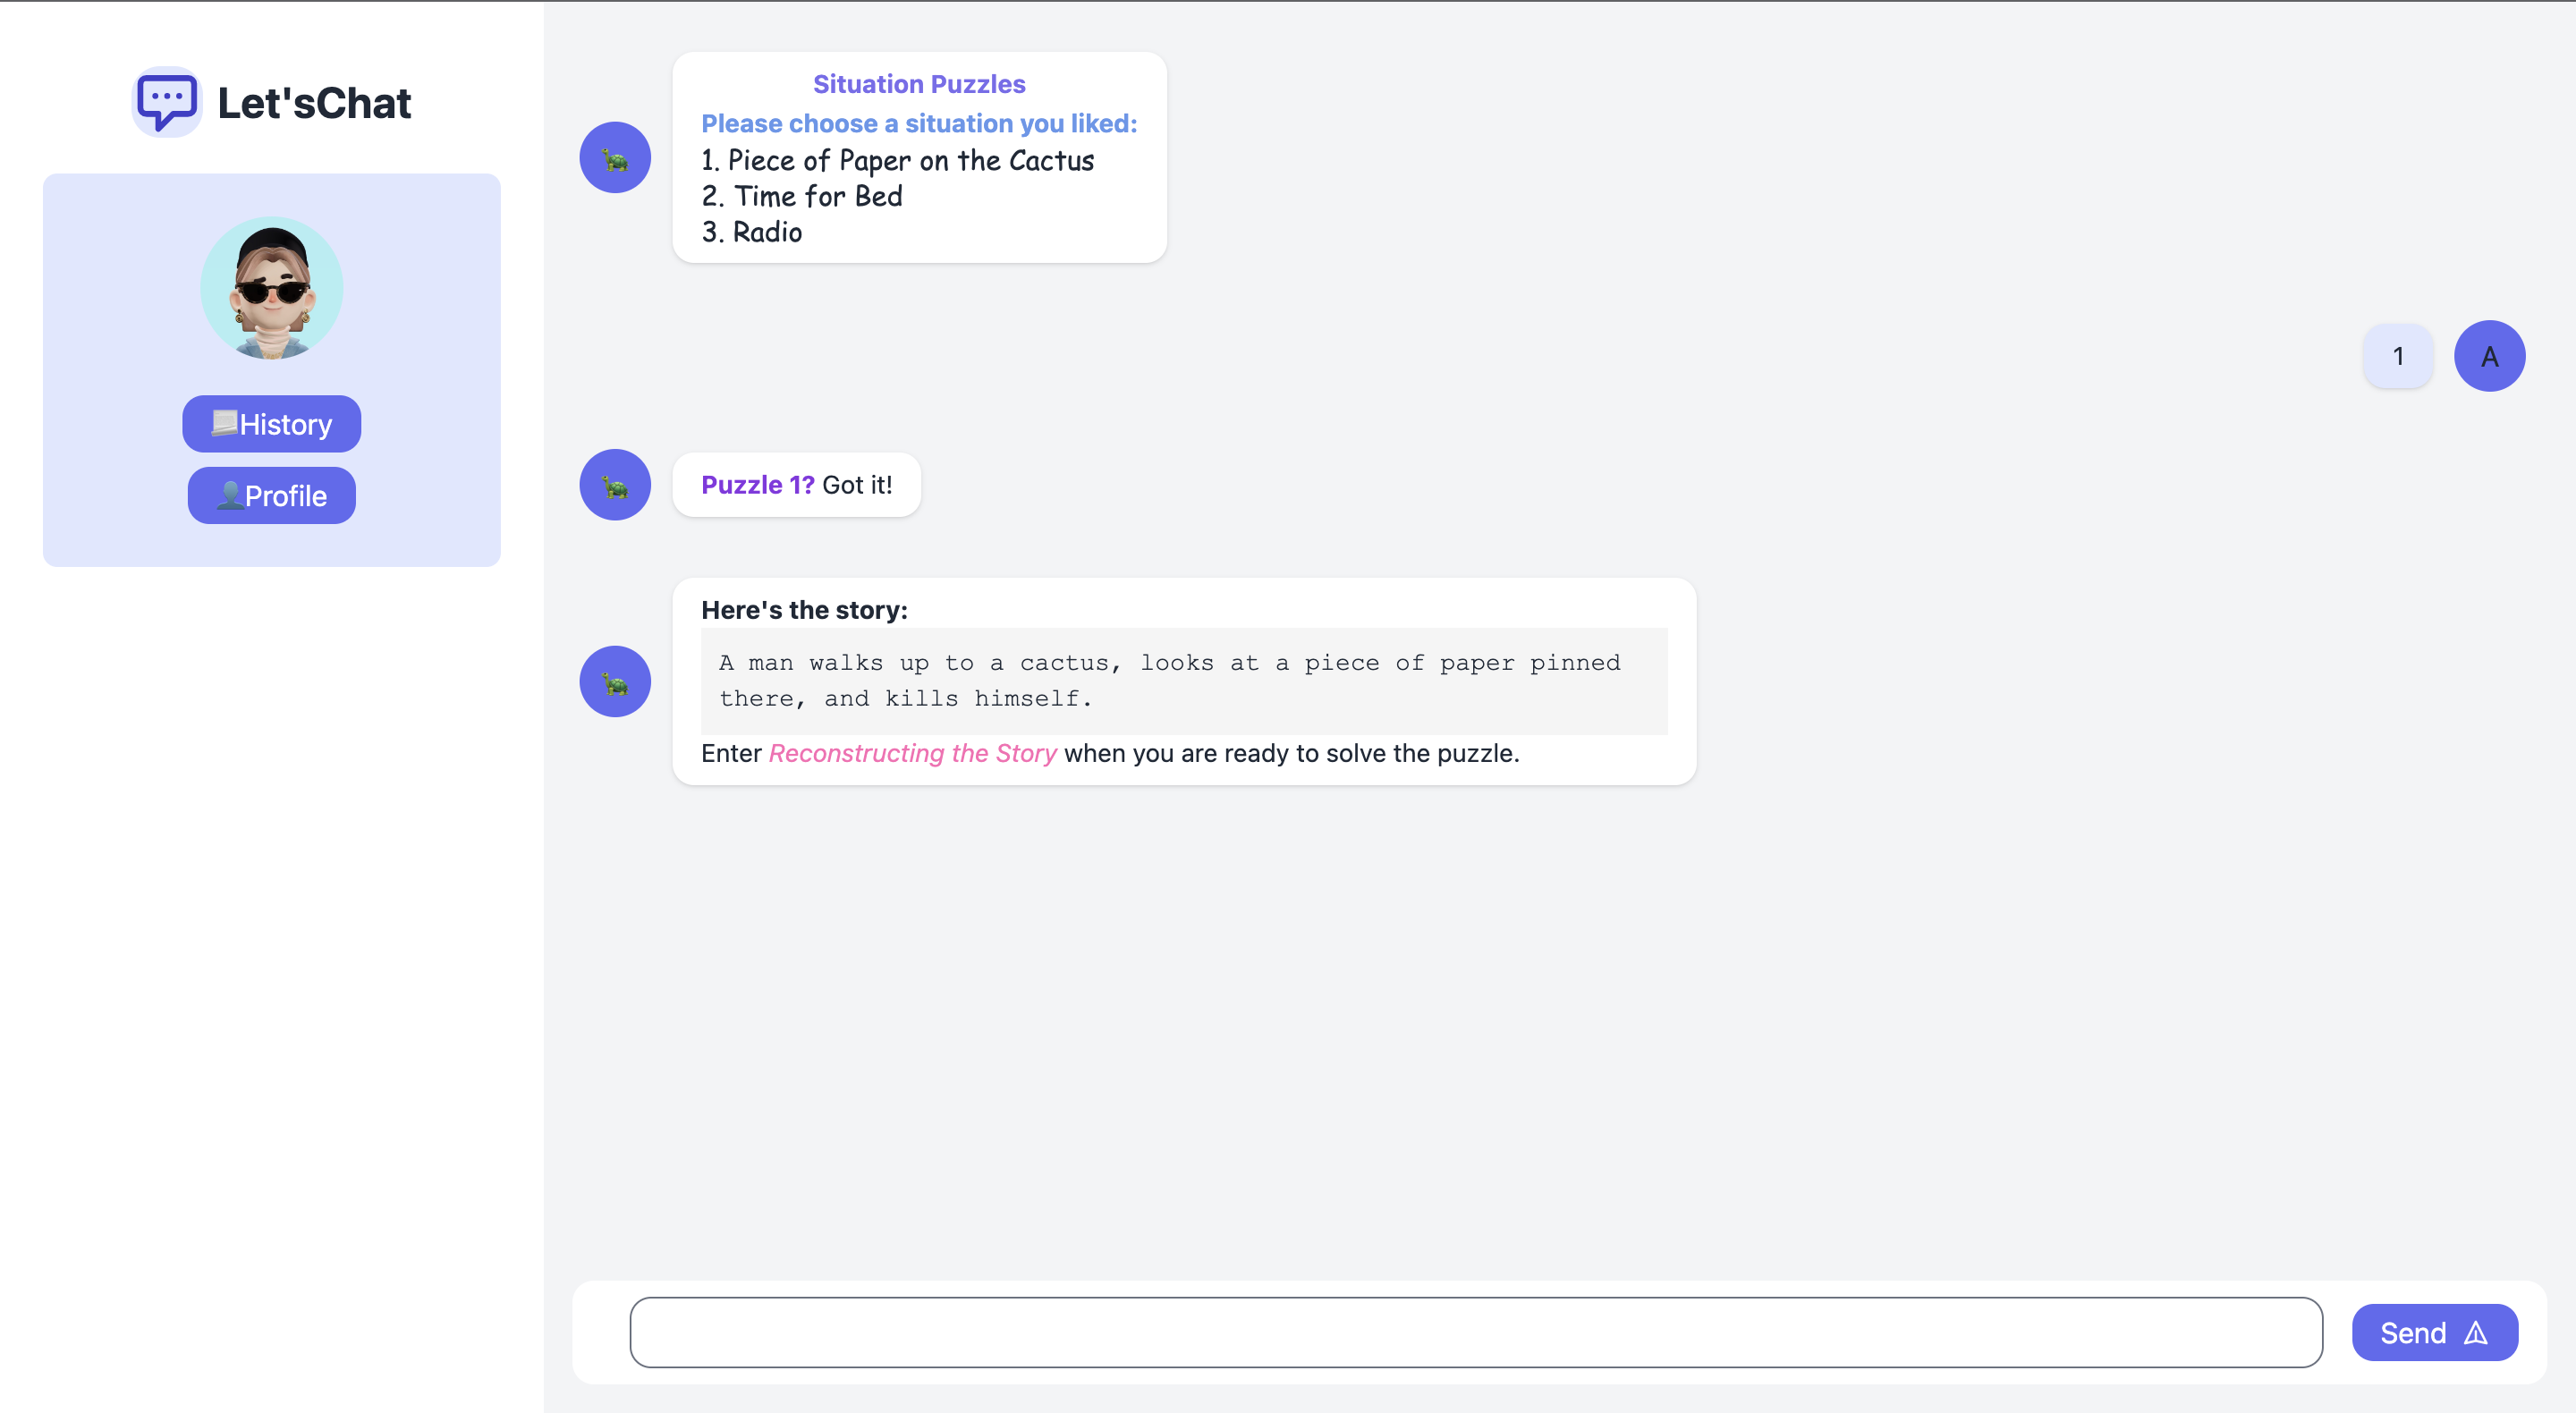 Let'sChat
History
Profile
Situation Puzzles
Please choose a situation you liked:
1. Piece of Paper on the Cactus
2. Time for Bed
3. Radio
1
A
Puzzle 1? Got it!
Here's the story:
A man walks up to a cactus, looks at a piece of paper pinned
there, and kills himself.
Enter Reconstructing the Story when you are ready to solve the puzzle.
Send